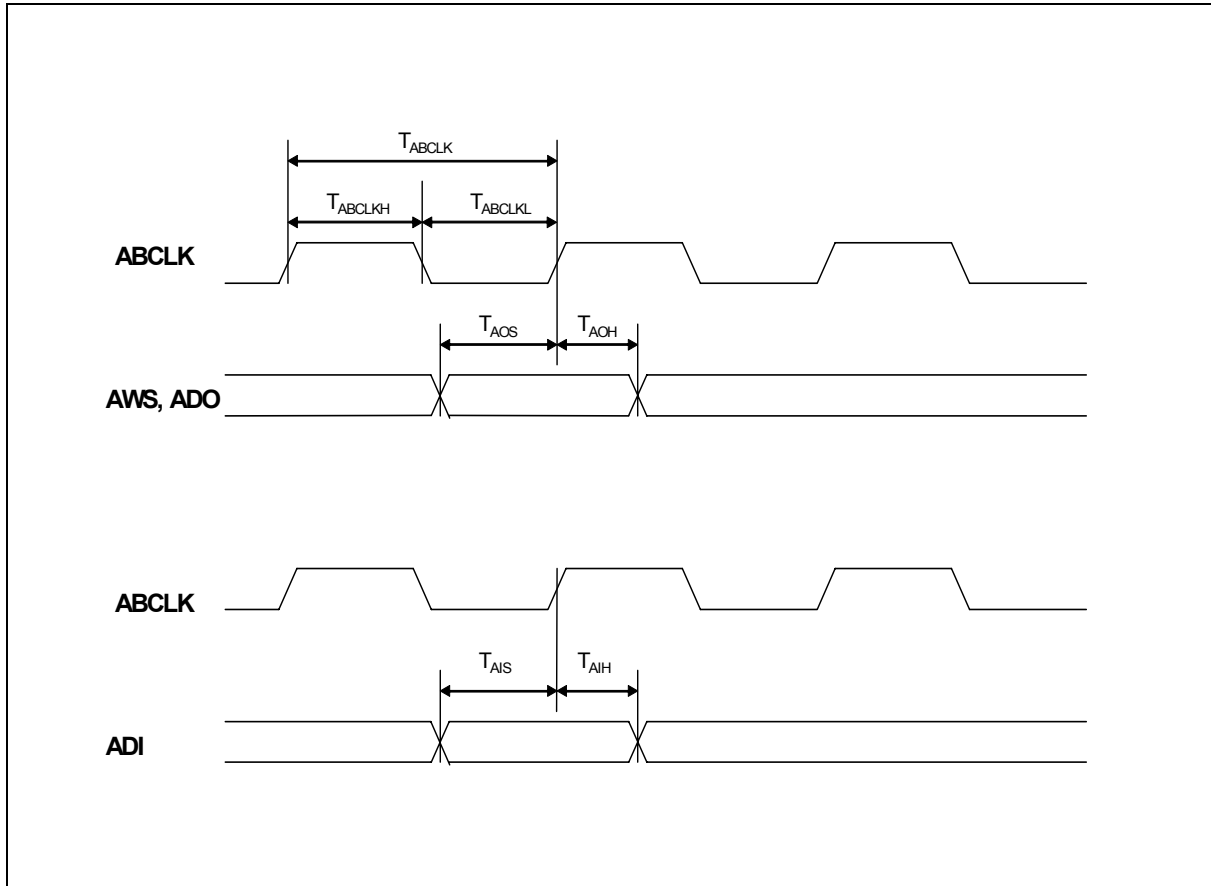 TABCLK
TABCLKH TABCLKL
ABCLK
TAOS TAOH
AWS, ADO
ABCLK
TAIS TAIH
ADI